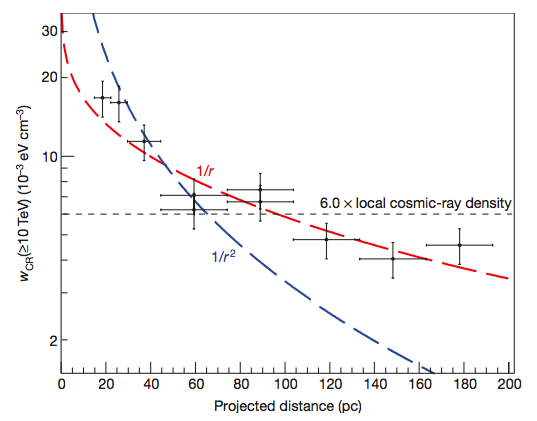 30
20
10
2
w_CR(≥10 TeV) (10⁻³ eV cm⁻³)
1/r
6.0 × local cosmic-ray density
1/r²
0 20 40 60 80 100 120 140 160 180 200
Projected distance (pc)